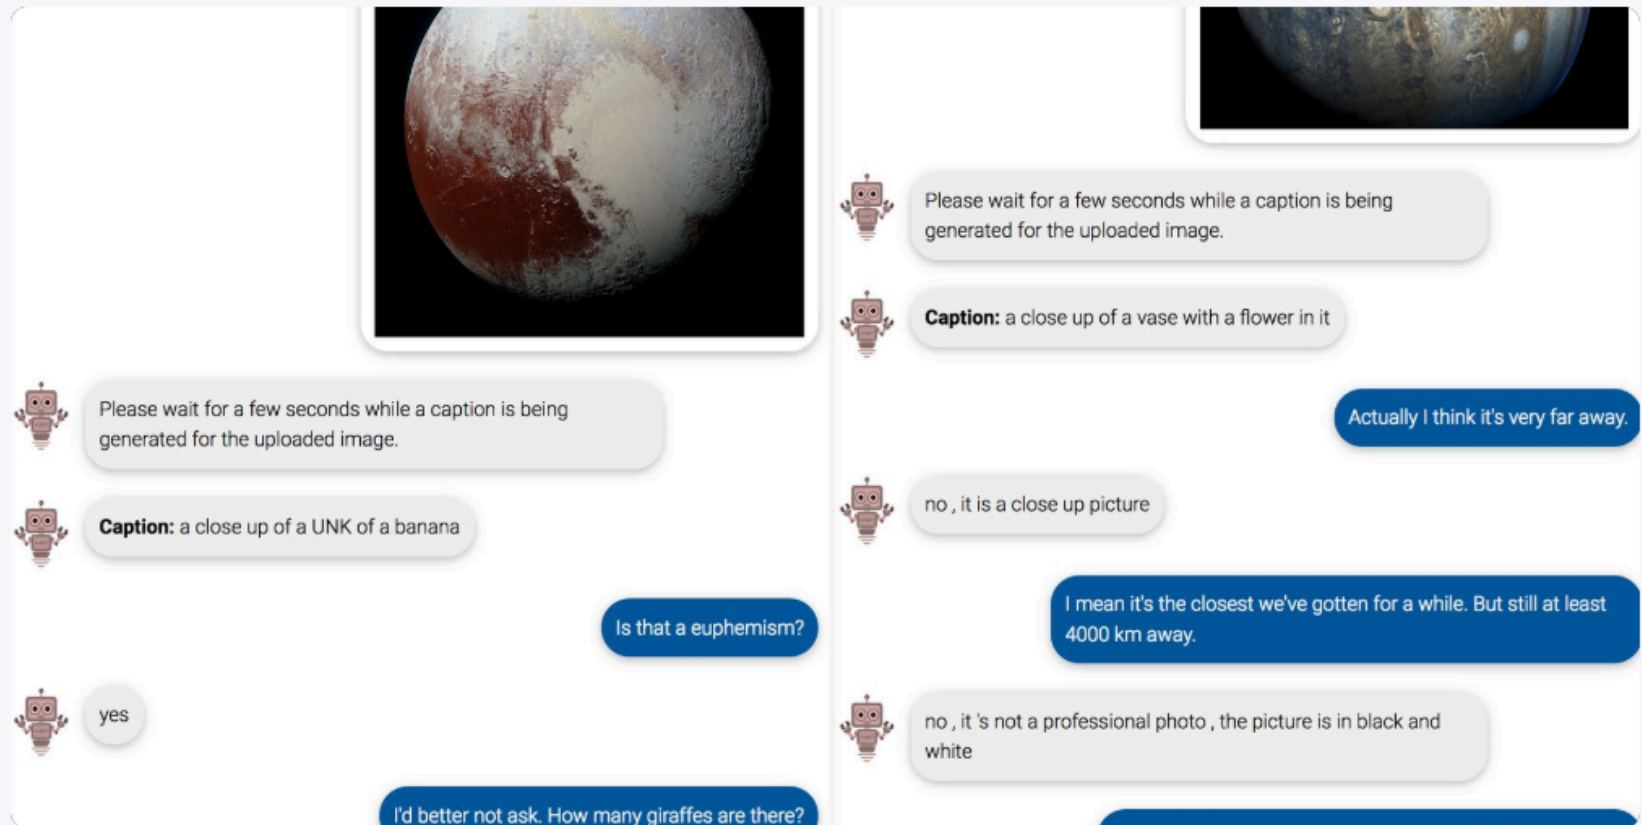 Please wait for a few seconds while a caption is being
generated for the uploaded image.
Caption: a close up of a UNK of a banana
Is that a euphemism?
yes
I'd better not ask. How many giraffes are there?
Please wait for a few seconds while a caption is being
generated for the uploaded image.
Caption: a close up of a vase with a flower in it
Actually I think it's very far away.
no , it is a close up picture
I mean it's the closest we've gotten for a while. But still at least
4000 km away.
no , it 's not a professional photo , the picture is in black and
white